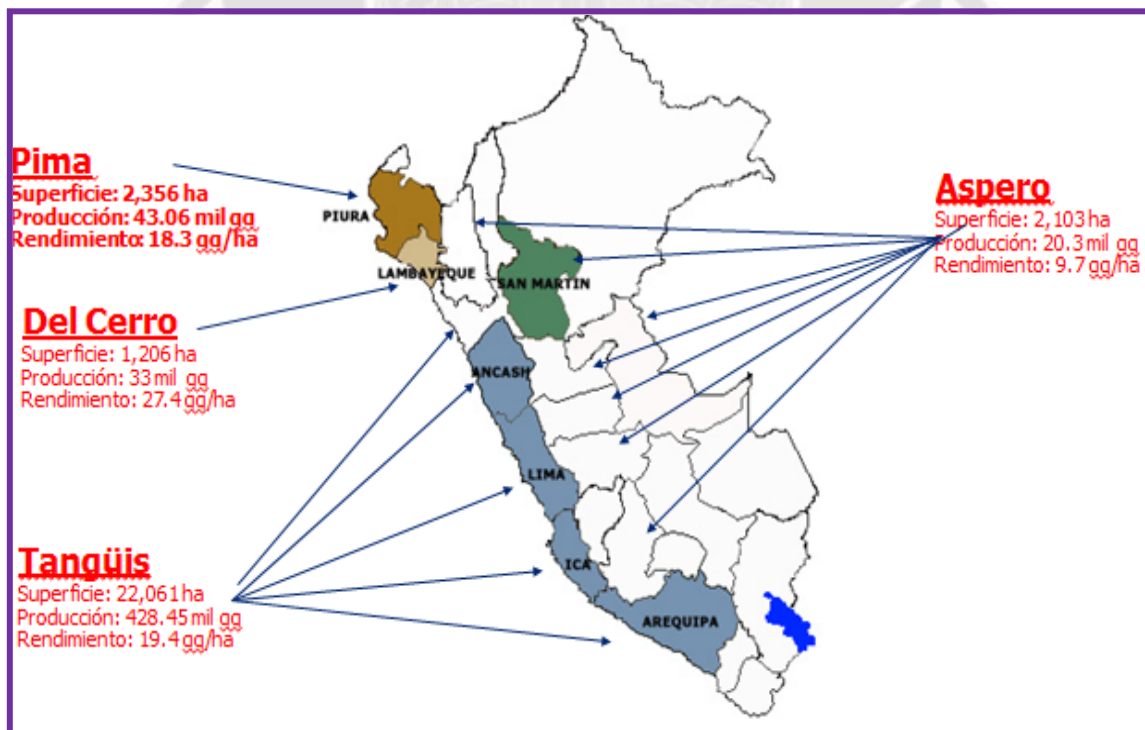 Pima
Superficie: 2,356 ha
Producción: 43.06 mil qq
Rendimiento: 18.3 qq/ha
PIURA
LAMBAYEQUE
SAN MARTIN
Aspero
Superficie: 2,103 ha
Producción: 20.3 mil qq
Rendimiento: 9.7 qq/ha
Del Cerro
Superficie: 1,206 ha
Producción: 33 mil qq
Rendimiento: 27.4 qq/ha
ANCASH
LIMA
ICA
AREQUIPA
Tangüis
Superficie: 22,061 ha
Producción: 428.45 mil qq
Rendimiento: 19.4 qq/ha